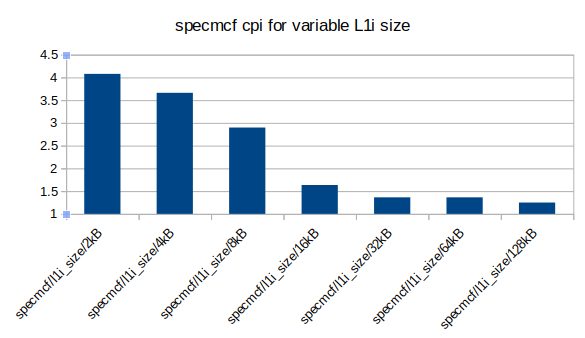 specmcf cpi for variable L1i size
4.5
4
3.5
3
2.5
2
1.5
1
specmcf/l1i_size/2kB
specmcf/l1i_size/4kB
specmcf/l1i_size/8kB
specmcf/l1i_size/16kB
specmcf/l1i_size/32kB
specmcf/l1i_size/64kB
specmcf/l1i_size/128kB